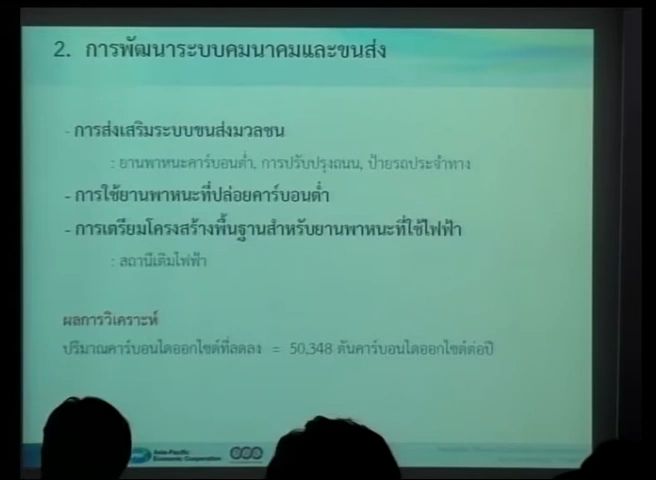 2. การพัฒนาระบบคมนาคมและขนส่ง
- การส่งเสริมระบบขนส่งมวลชน
: ยานพาหนะคาร์บอนต่ำ, การปรับปรุงถนน, ป้ายรถประจำทาง
- การใช้ยานพาหนะที่ปล่อยคาร์บอนต่ำ
- การเตรียมโครงสร้างพื้นฐานสำหรับยานพาหนะที่ใช้ไฟฟ้า
: สถานีเติมไฟฟ้า
ผลการวิเคราะห์
ปริมาณคาร์บอนไดออกไซด์ที่ลดลง = 50,348 ตันคาร์บอนไดออกไซด์ต่อปี
Asia-Pacific
Economic Cooperation